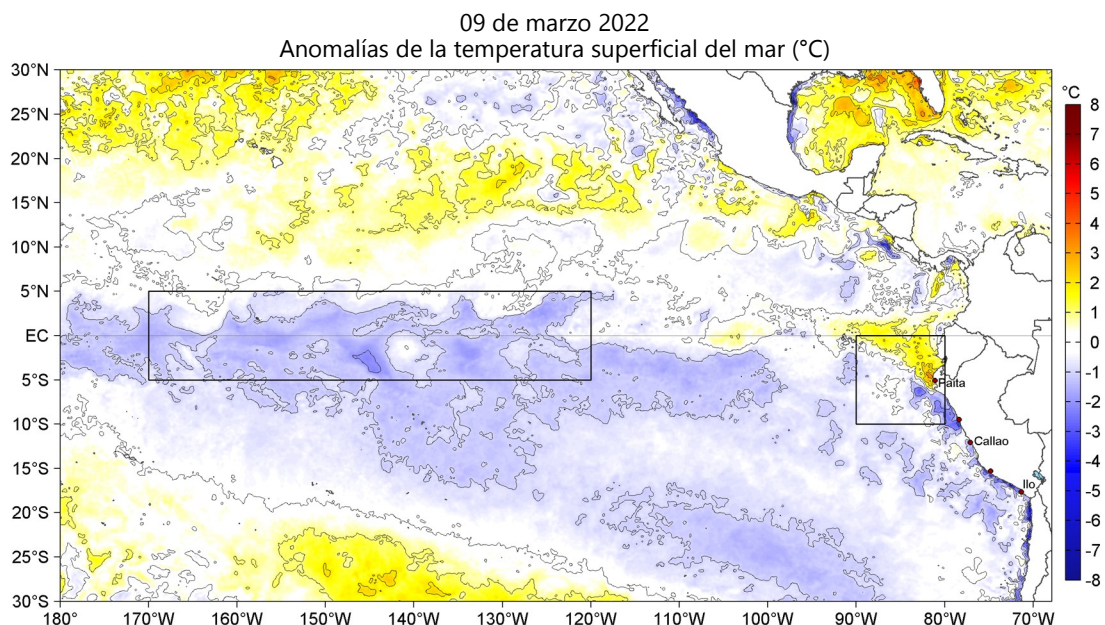 09 de marzo 2022
Anomalías de la temperatura superficial del mar (°C)
30°N
25°N
20°N
15°N
10°N
5°N
EC
5°S
10°S
15°S
20°S
25°S
30°S
180
170°W
160°W
150°W
140°W
130°W
120°W
110°W
100°W
90°W
80°W
70°W
Paita
Callao
Ilo
°C
8
7
6
5
4
3
2
1
0
-1
-2
-3
-4
-5
-6
-7
-8